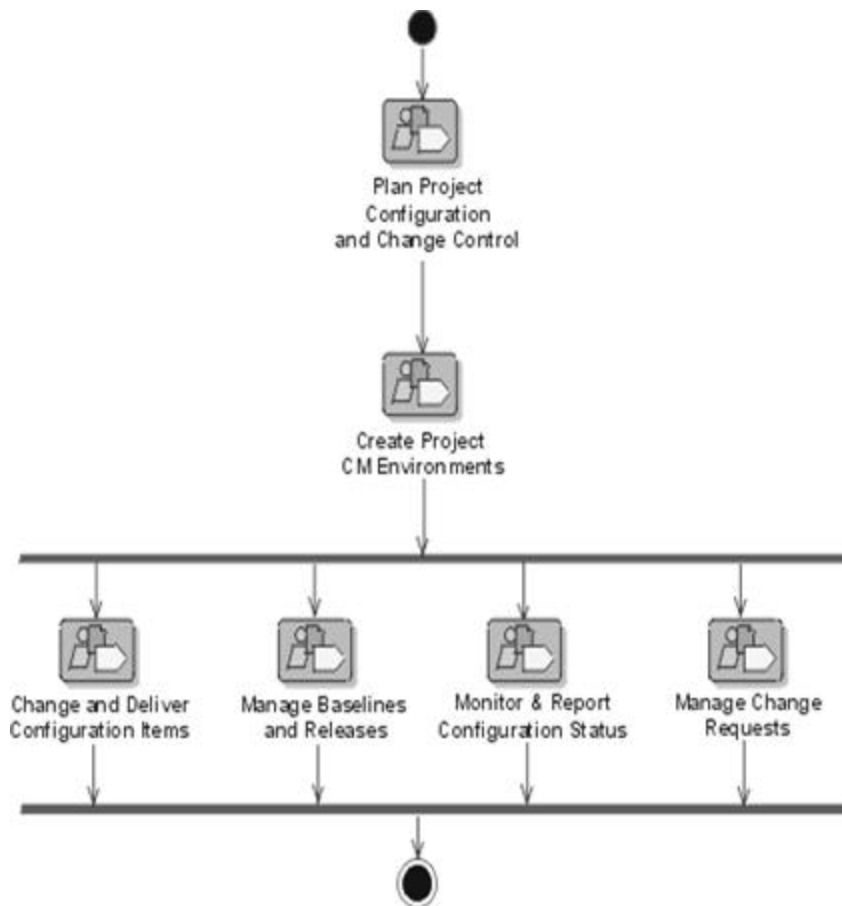 Plan Project
Configuration
and Change Control
Create Project
CM Environments
Change and Deliver
Configuration Items
Manage Baselines
and Releases
Monitor & Report
Configuration Status
Manage Change
Requests